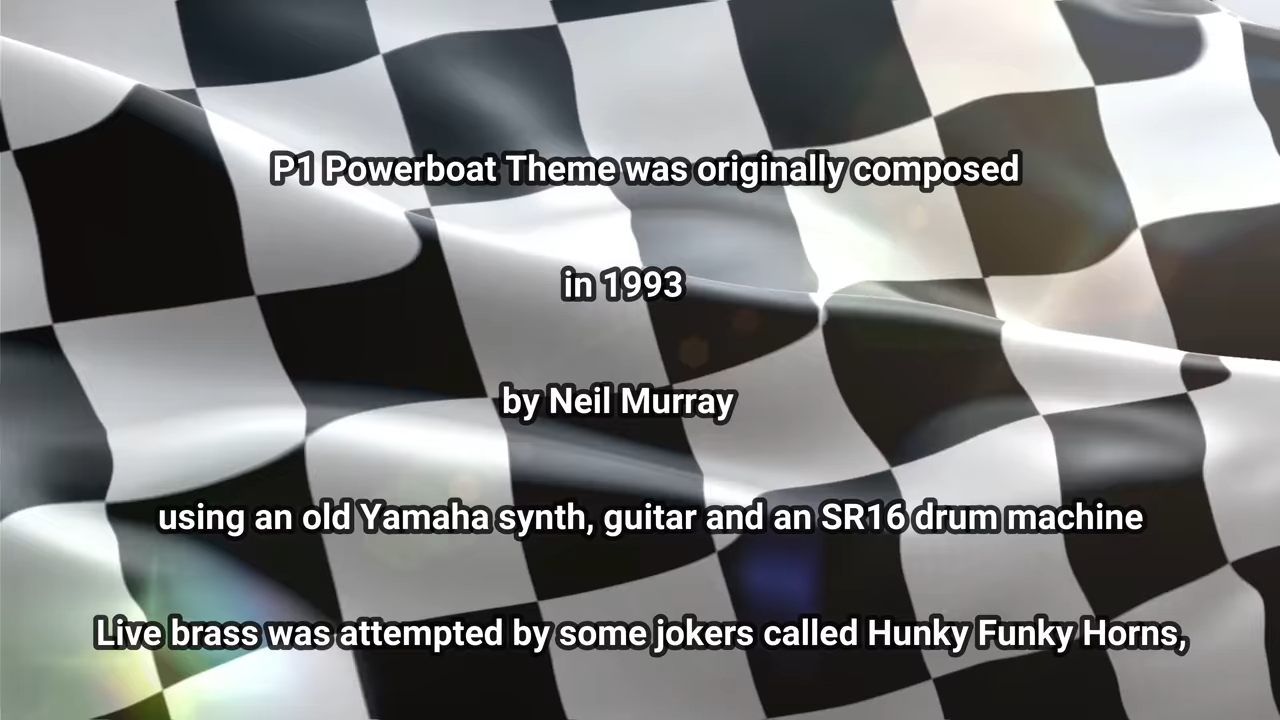 P1 Powerboat Theme was originally composed
in 1993
by Neil Murray
using an old Yamaha synth, guitar and an SR16 drum machine
Live brass was attempted by some jokers called Hunky Funky Horns,